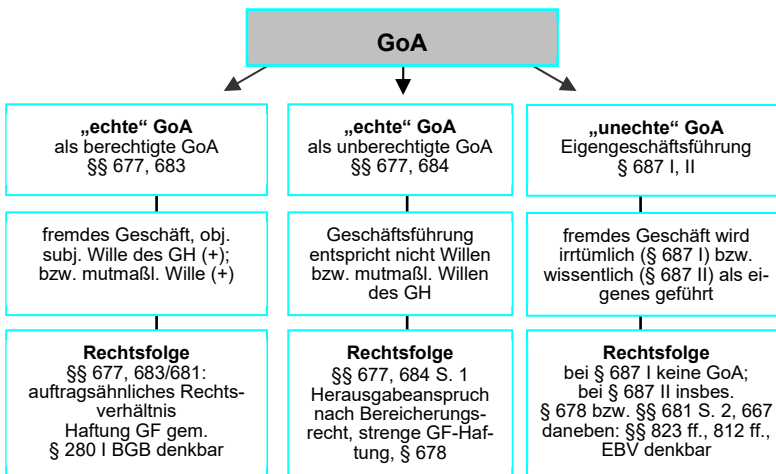 GoA
„echte“ GoA
als berechtigte GoA
§§ 677, 683
„echte“ GoA
als unberechtigte GoA
§§ 677, 684
„unechte“ GoA
Eigengeschäftsführung
§ 687 I, II
fremdes Geschäft, obj.
subj. Wille des GH (+);
bzw. mutmaßl. Wille (+)
Geschäftsführung
entspricht nicht Willen
bzw. mutmaßl. Willen
des GH
fremdes Geschäft wird
irrtümlich (§ 687 I) bzw.
wissentlich (§ 687 II) als ei-
genes geführt
Rechtsfolge
§§ 677, 683/681:
auftragsähnliches Rechts-
verhältnis
Haftung GF gem.
§ 280 I BGB denkbar
Rechtsfolge
§§ 677, 684 S. 1
Herausgabeanspruch
nach Bereicherungs-
recht, strenge GF-Haf-
tung, § 678
Rechtsfolge
bei § 687 I keine GoA;
bei § 687 II insbes.
§ 678 bzw. §§ 681 S. 2, 667
daneben: §§ 823 ff., 812 ff.,
EBV denkbar